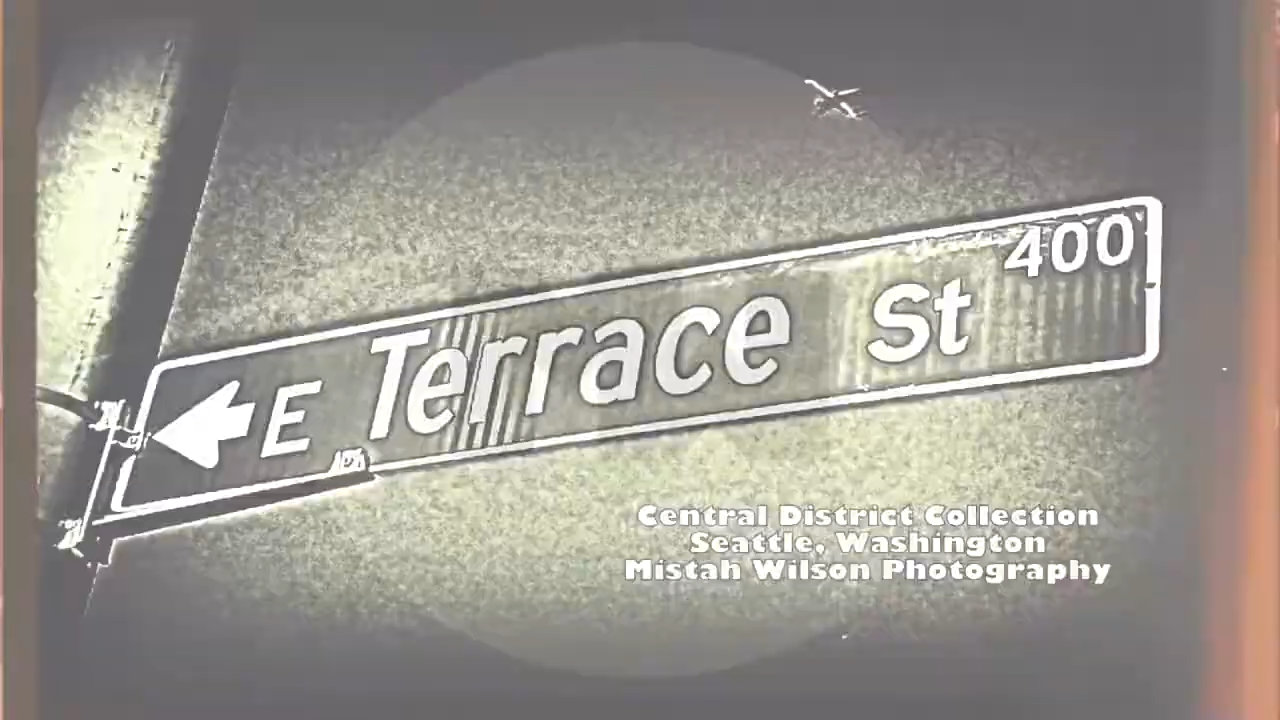 400
E Terrace St
Central District Collection
Seattle, Washington
Mistah Wilson Photography